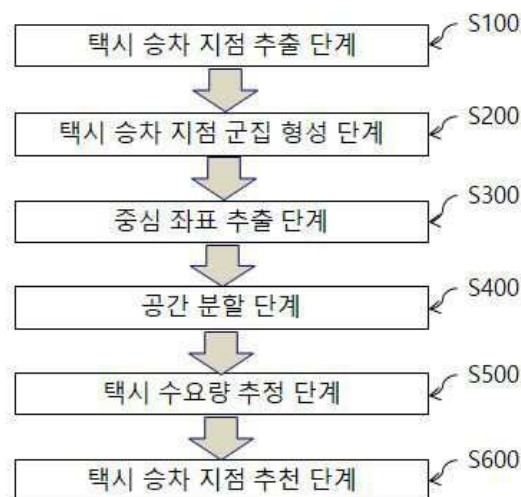 택시 승차 지점 추출 단계 S100
택시 승차 지점 군집 형성 단계 S200
중심 좌표 추출 단계 S300
공간 분할 단계 S400
택시 수요량 추정 단계 S500
택시 승차 지점 추천 단계 S600